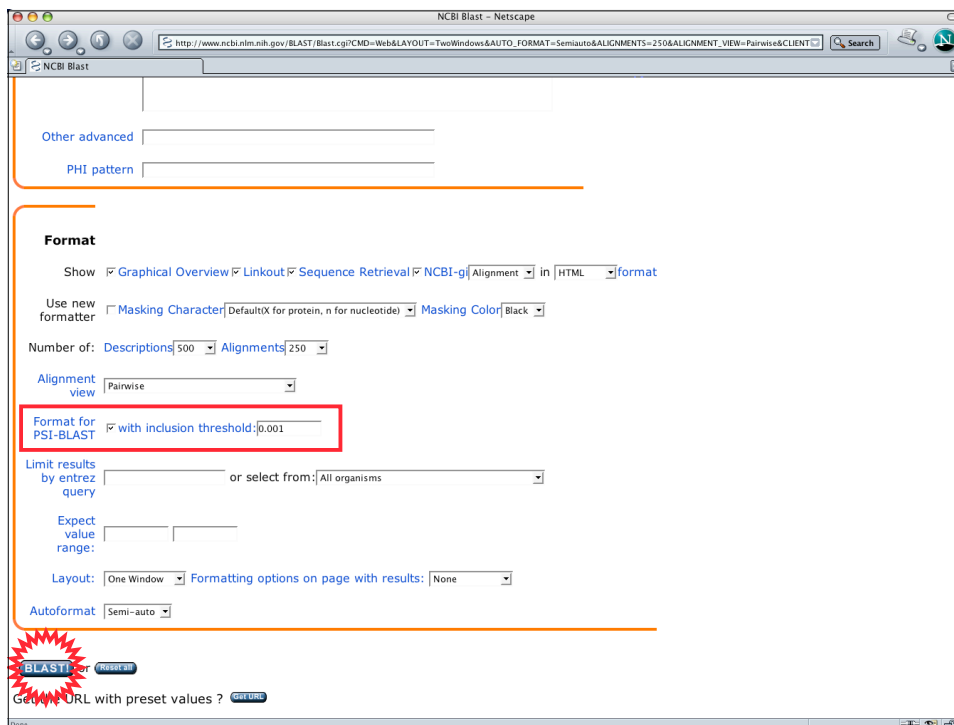 NCBI Blast - Netscape
http://www.ncbi.nlm.nih.gov/BLAST/Blast.cgi?CMD=Web&LAYOUT=TwoWindows&AUTO_FORMAT=Semiauto&ALIGNMENTS=250&ALIGNMENT_VIEW=Pairwise&CLIENT Search N
NCBI Blast
Other advanced
PHI pattern
Format
Show Graphical Overview Linkout Sequence Retrieval NCBI-gi Alignment in HTML format
Use new formatter Masking Character Default(X for protein, n for nucleotide) Masking Color Black
Number of: Descriptions 500 Alignments 250
Alignment view Pairwise
Format for PSI-BLAST with inclusion threshold: 0.001
Limit results by entrez query or select from: All organisms
Expect value range:
Layout: One Window Formatting options on page with results: None
Autoformat Semi-auto
BLAST! or Reset all
Get the URL with preset values ? Get URL